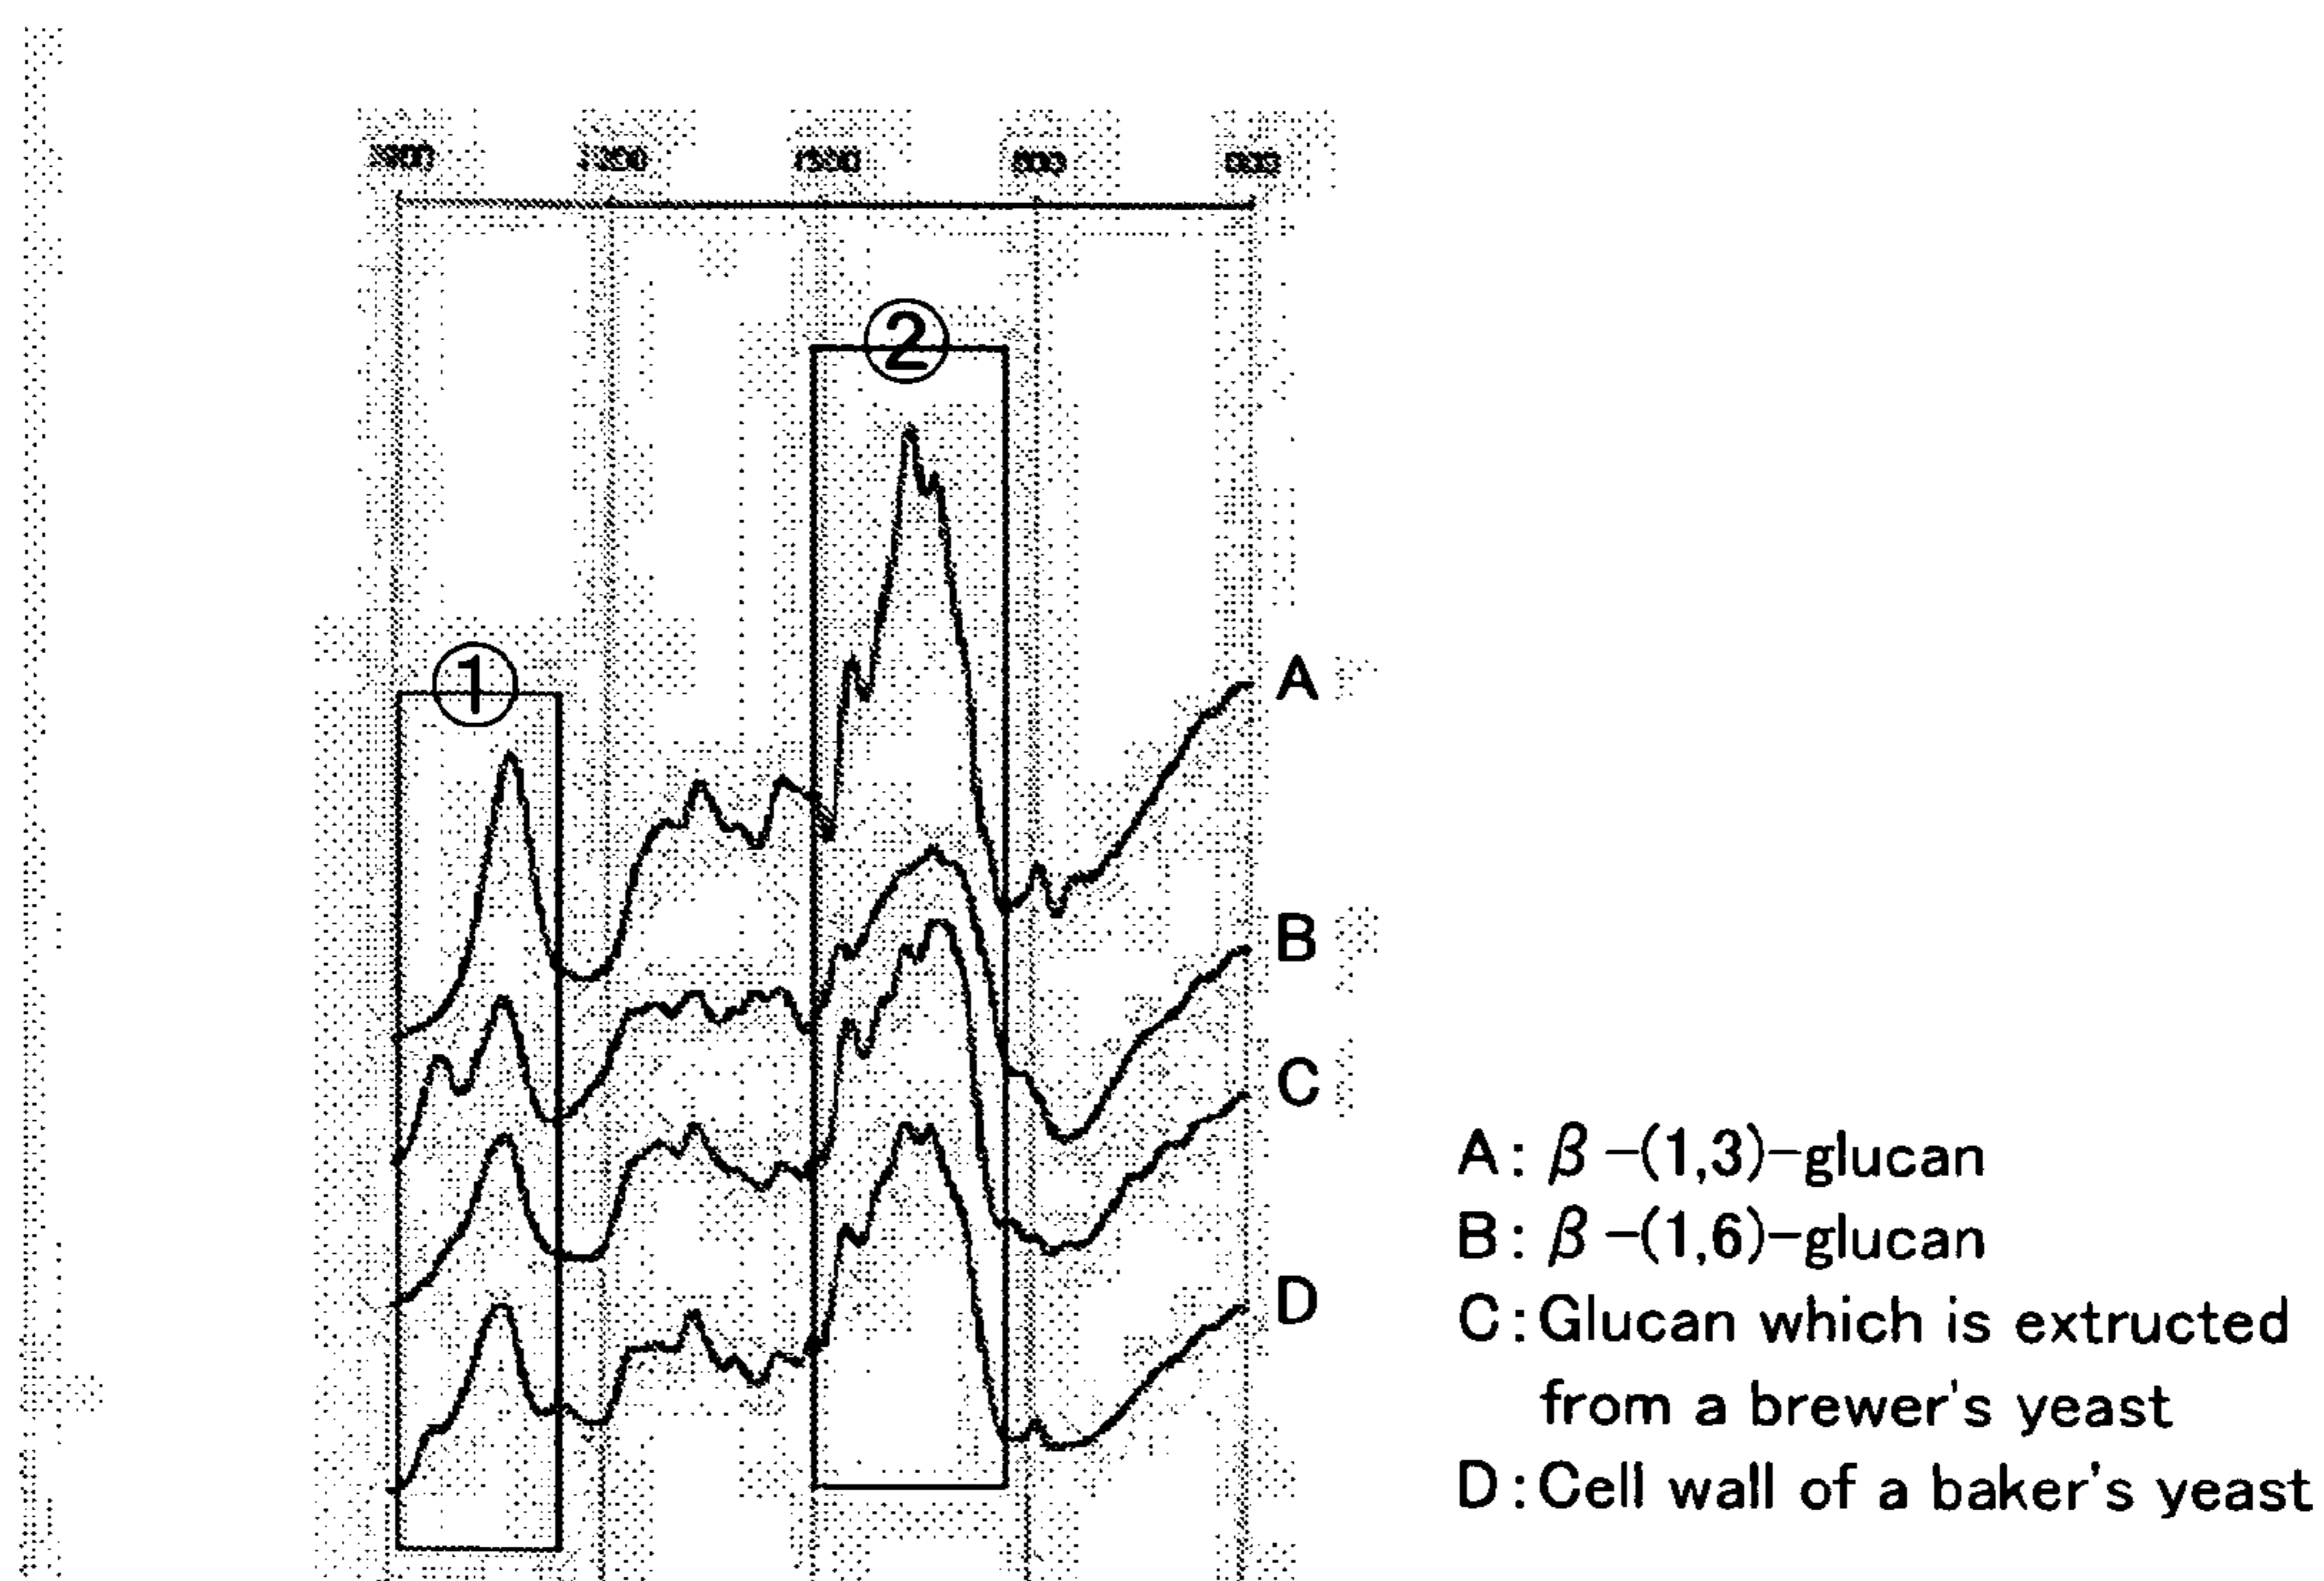 ②
①
A
B
C
D
A: β-(1,3)-glucan
B: β-(1,6)-glucan
C: Glucan which is extructed
from a brewer's yeast
D: Cell wall of a baker's yeast